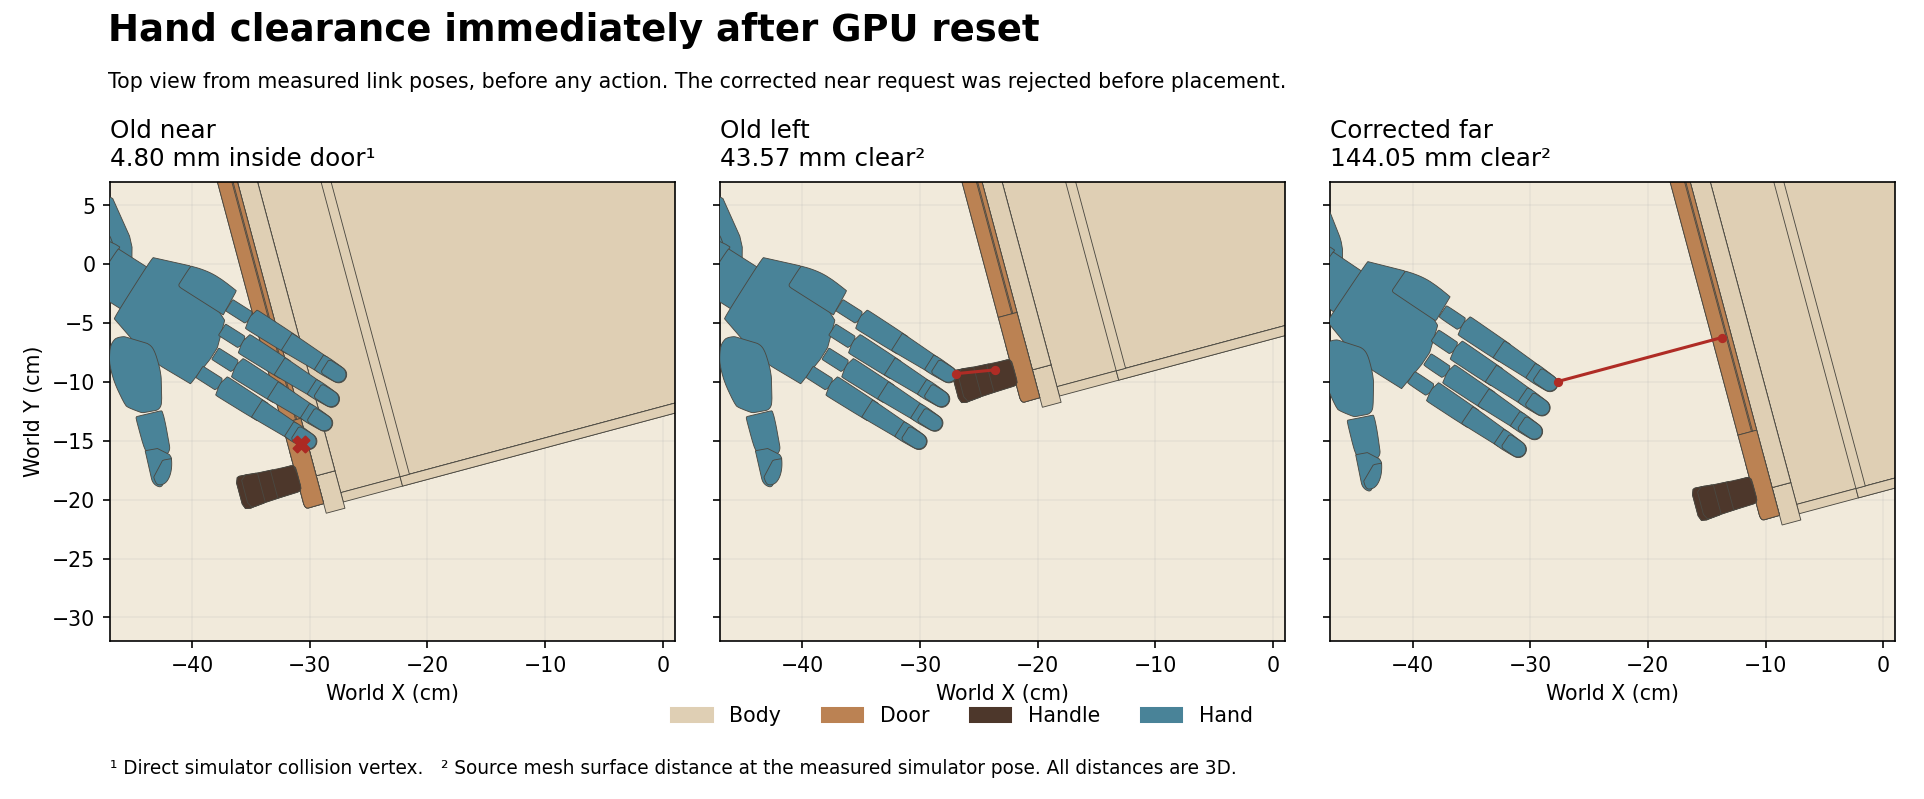 Hand clearance immediately after GPU reset
Top view from measured link poses, before any action. The corrected near request was rejected before placement.
Old near
4.80 mm inside door¹
Old left
43.57 mm clear²
Corrected far
144.05 mm clear²
World Y (cm)
5
0
−5
−10
−15
−20
−25
−30
−40 −30 −20 −10 0
−40 −30 −20 −10 0
−40 −30 −20 −10 0
World X (cm)
World X (cm)
World X (cm)
Body Door Handle Hand
¹ Direct simulator collision vertex. ² Source mesh surface distance at the measured simulator pose. All distances are 3D.